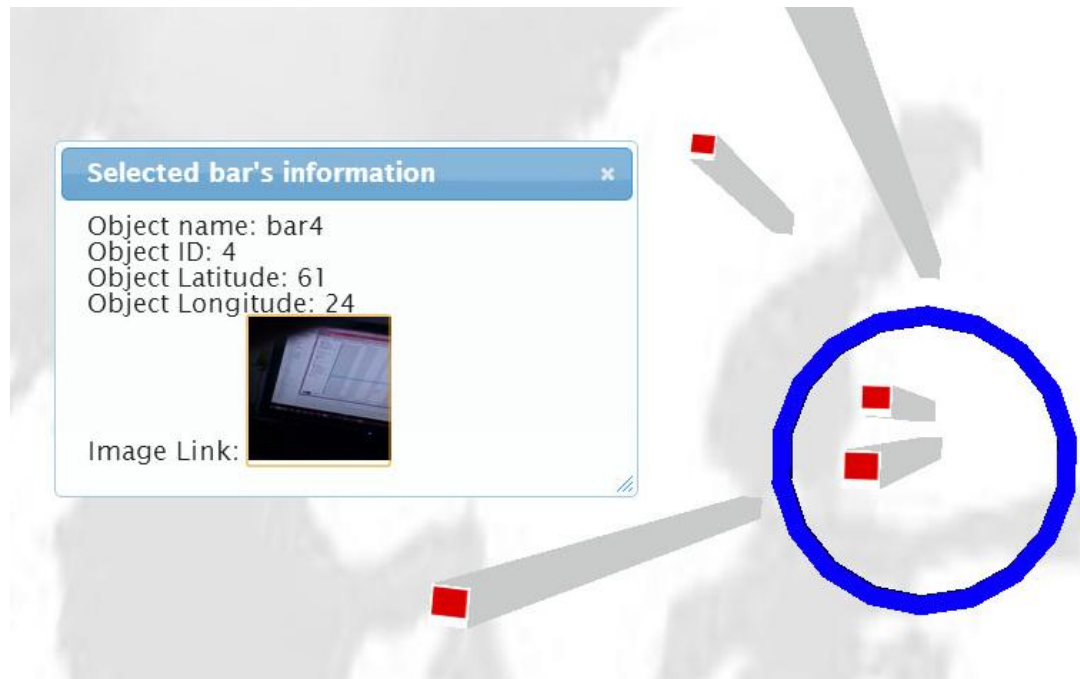 Selected bar's information
Object name: bar4
Object ID: 4
Object Latitude: 61
Object Longitude: 24
Image Link: